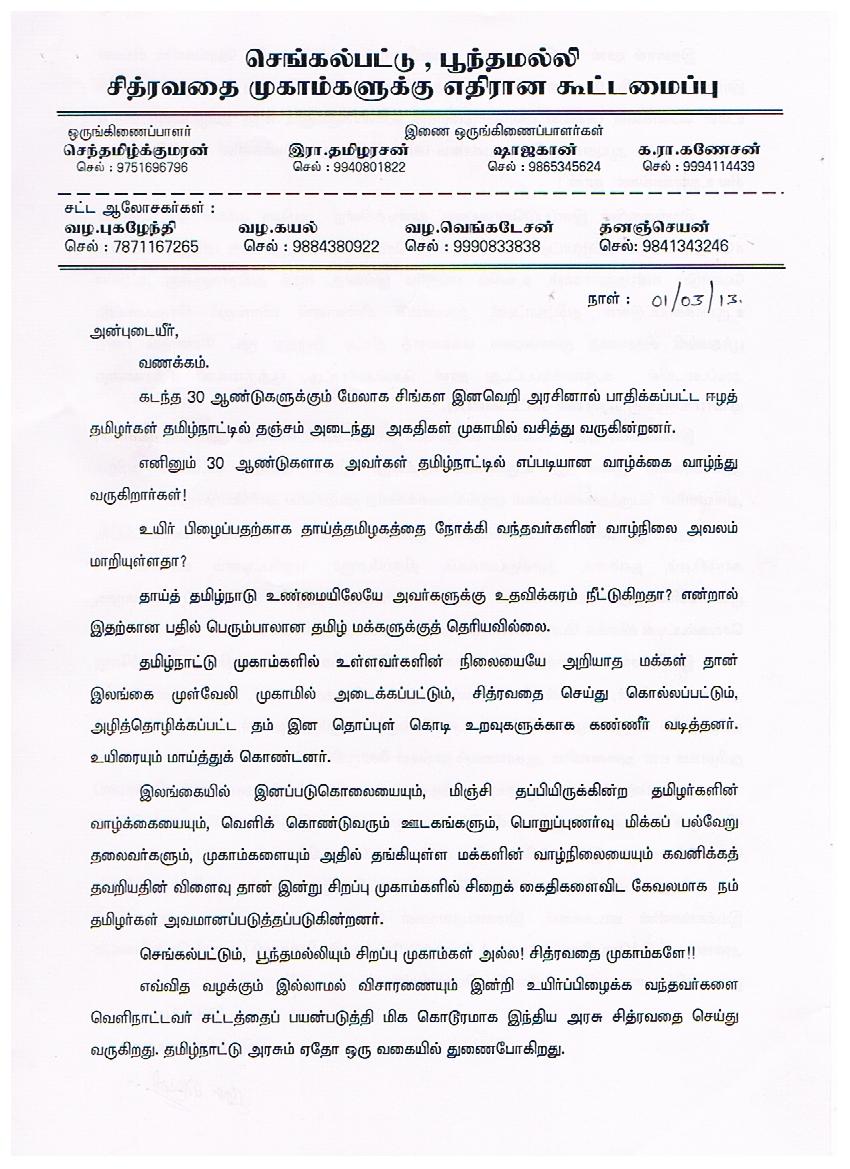 செங்கல்பட்டு , பூந்தமல்லி
சித்ரவதை முகாம்களுக்கு எதிரான கூட்டமைப்பு
ஒருங்கிணைப்பாளர் இணை ஒருங்கிணைப்பாளர்கள்
செந்தமிழ்க்குமரன் இரா.தமிழரசன் ஷாஜகான் க.ரா.கணேசன்
செல் : 9751696796 செல் : 9940801822 செல் : 9865345624 செல் : 9994114439
சட்ட ஆலோசகர்கள் :
வழ.புகழேந்தி வழ.கயல் வழ.வெங்கடேசன் தனஞ்செயன்
செல் : 7871167265 செல் : 9884380922 செல் : 9990833838 செல்: 9841343246
நாள் : 01/03/13.
அன்புடையீர்,
வணக்கம்.
கடந்த 30 ஆண்டுகளுக்கும் மேலாக சிங்கள இனவெறி அரசினால் பாதிக்கப்பட்ட ஈழத்
தமிழர்கள் தமிழ்நாட்டில் தஞ்சம் அடைந்து அகதிகள் முகாமில் வசித்து வருகின்றனர்.
எனினும் 30 ஆண்டுகளாக அவர்கள் தமிழ்நாட்டில் எப்படியான வாழ்க்கை வாழ்ந்து
வருகிறார்கள்!
உயிர் பிழைப்பதற்காக தாய்த்தமிழகத்தை நோக்கி வந்தவர்களின் வாழ்நிலை அவலம்
மாறியுள்ளதா?
தாய்த் தமிழ்நாடு உண்மையிலேயே அவர்களுக்கு உதவிக்கரம் நீட்டுகிறதா? என்றால்
இதற்கான பதில் பெரும்பாலான தமிழ் மக்களுக்குத் தெரியவில்லை.
தமிழ்நாட்டு முகாம்களில் உள்ளவர்களின் நிலையையே அறியாத மக்கள் தான்
இலங்கை முள்வேலி முகாமில் அடைக்கப்பட்டும், சித்ரவதை செய்து கொல்லப்பட்டும்,
அழித்தொழிக்கப்பட்ட தம் இன தொப்புள் கொடி உறவுகளுக்காக கண்ணீர் வடித்தனர்.
உயிரையும் மாய்த்துக் கொண்டனர்.
இலங்கையில் இனப்படுகொலையையும், மிஞ்சி தப்பியிருக்கின்ற தமிழர்களின்
வாழ்க்கையையும், வெளிக் கொண்டுவரும் ஊடகங்களும், பொறுப்புணர்வு மிக்கப் பல்வேறு
தலைவர்களும், முகாம்களையும் அதில் தங்கியுள்ள மக்களின் வாழ்நிலையையும் கவனிக்கத்
தவறியதின் விளைவு தான் இன்று சிறப்பு முகாம்களில் சிறைக் கைதிகளைவிட கேவலமாக நம்
தமிழர்கள் அவமானப்படுத்தப்படுகின்றனர்.
செங்கல்பட்டும், பூந்தமல்லியும் சிறப்பு முகாம்கள் அல்ல! சித்ரவதை முகாம்களே!!
எவ்வித வழக்கும் இல்லாமல் விசாரணையும் இன்றி உயிர்ப்பிழைக்க வந்தவர்களை
வெளிநாட்டவர் சட்டத்தைப் பயன்படுத்தி மிக கொடூரமாக இந்திய அரசு சித்ரவதை செய்து
வருகிறது. தமிழ்நாட்டு அரசும் ஏதோ ஒரு வகையில் துணைபோகிறது.